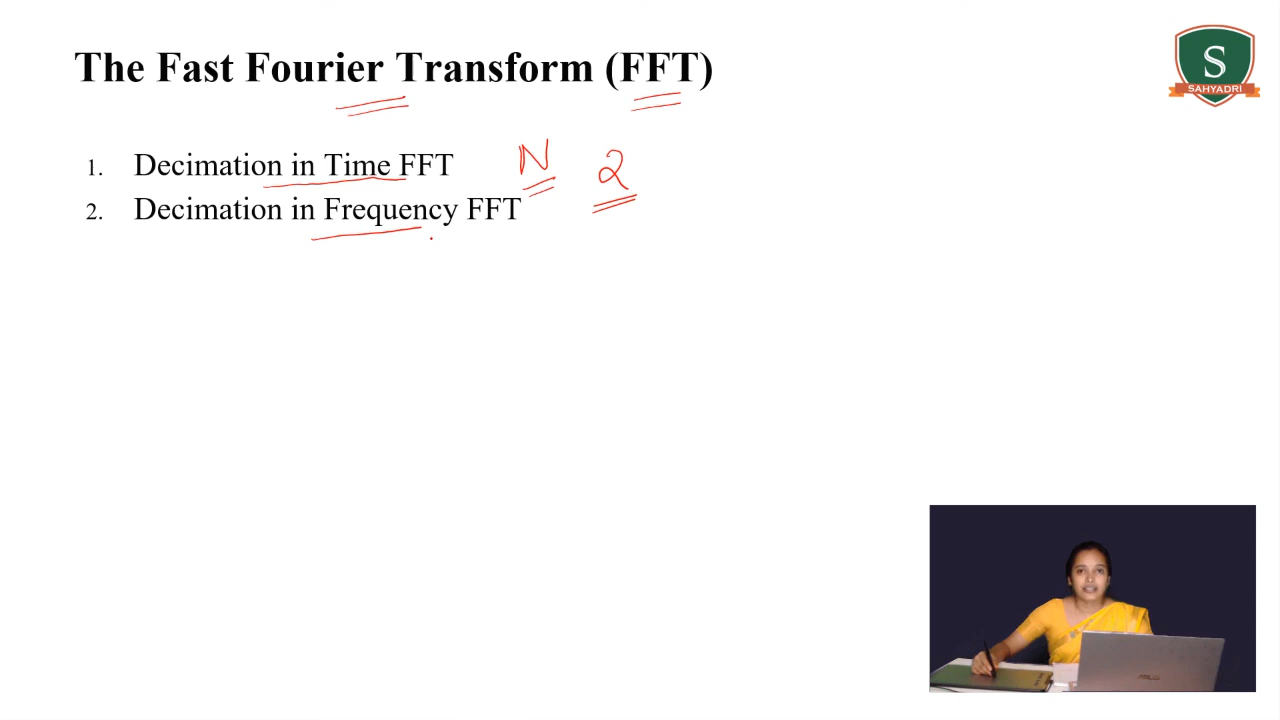 The Fast Fourier Transform (FFT)
S
SAHYADRI
1. Decimation in Time FFT N 2
2. Decimation in Frequency FFT